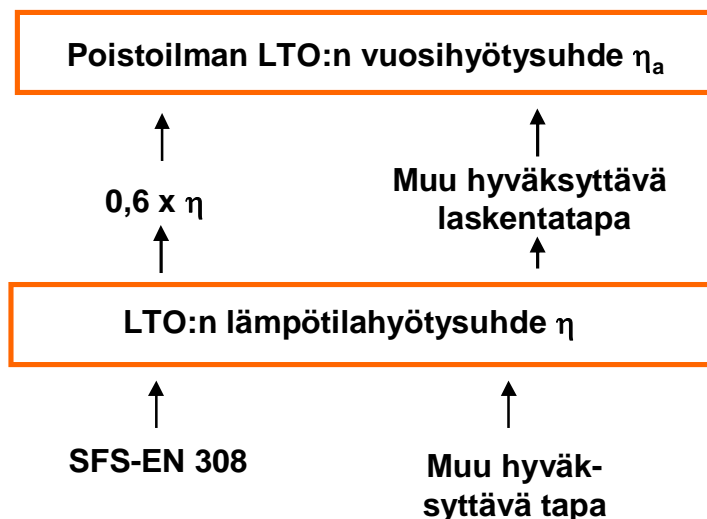 Poistoilman LTO:n vuosihyötysuhde ηa
0,6 x η
Muu hyväksyttävä
laskentatapa
LTO:n lämpötilahyötysuhde η
SFS-EN 308
Muu hyväk-
syttävä tapa